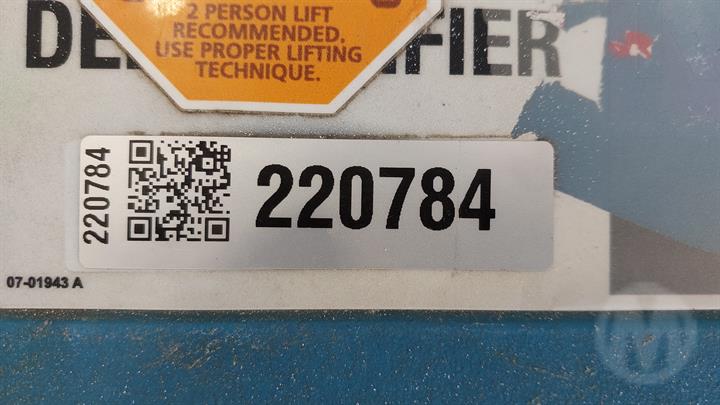 2 PERSON LIFT
RECOMMENDED.
USE PROPER LIFTING
TECHNIQUE.
220784
220784
07-01943 A